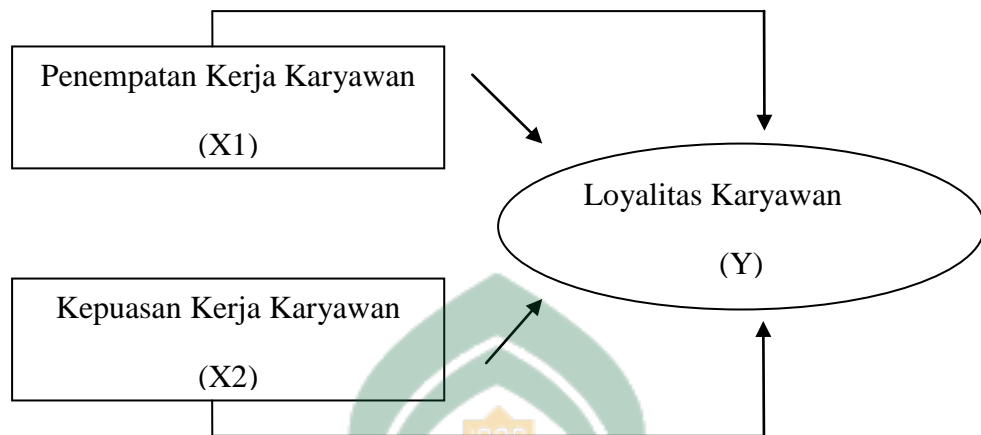 Penempatan Kerja Karyawan
(X1)
Loyalitas Karyawan
(Y)
Kepuasan Kerja Karyawan
(X2)